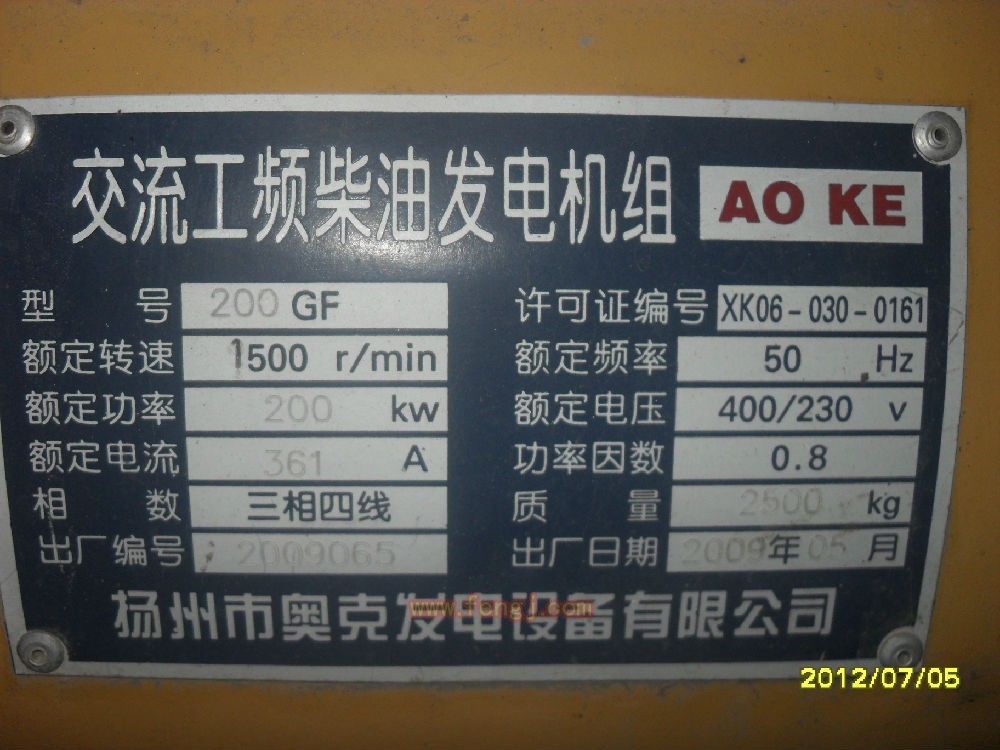 交流工频柴油发电机组 AO KE
型号 200 GF 许可证编号 XK06-030-0161
额定转速 1500 r/min 额定频率 50 Hz
额定功率 200 kw 额定电压 400/230 v
额定电流 361 A 功率因数 0.8
相数 三相四线 质量 2500 kg
出厂编号 2009065 出厂日期 2009年05月
扬州市奥克发电设备有限公司
2012/07/05